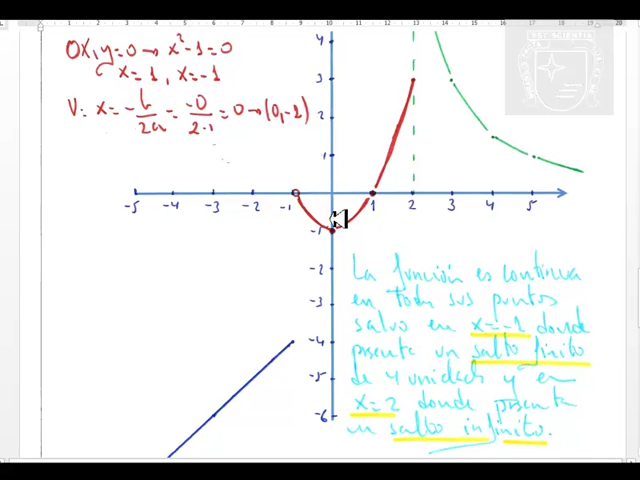 OX, y=0 → x²-1=0
x=1, x=-1
V: x = -b/2a = -0/2·1 = 0 → (0,-1)
4
3
2
1
-5 -4 -3 -2 -1 1 2 3 4 5
-1
-2
-3
-4
-5
-6
La función es continua
en todos sus puntos
salvo en x=-1 donde
presenta un salto finito
de 4 unidades y en
x=2 donde presenta
un salto infinito.